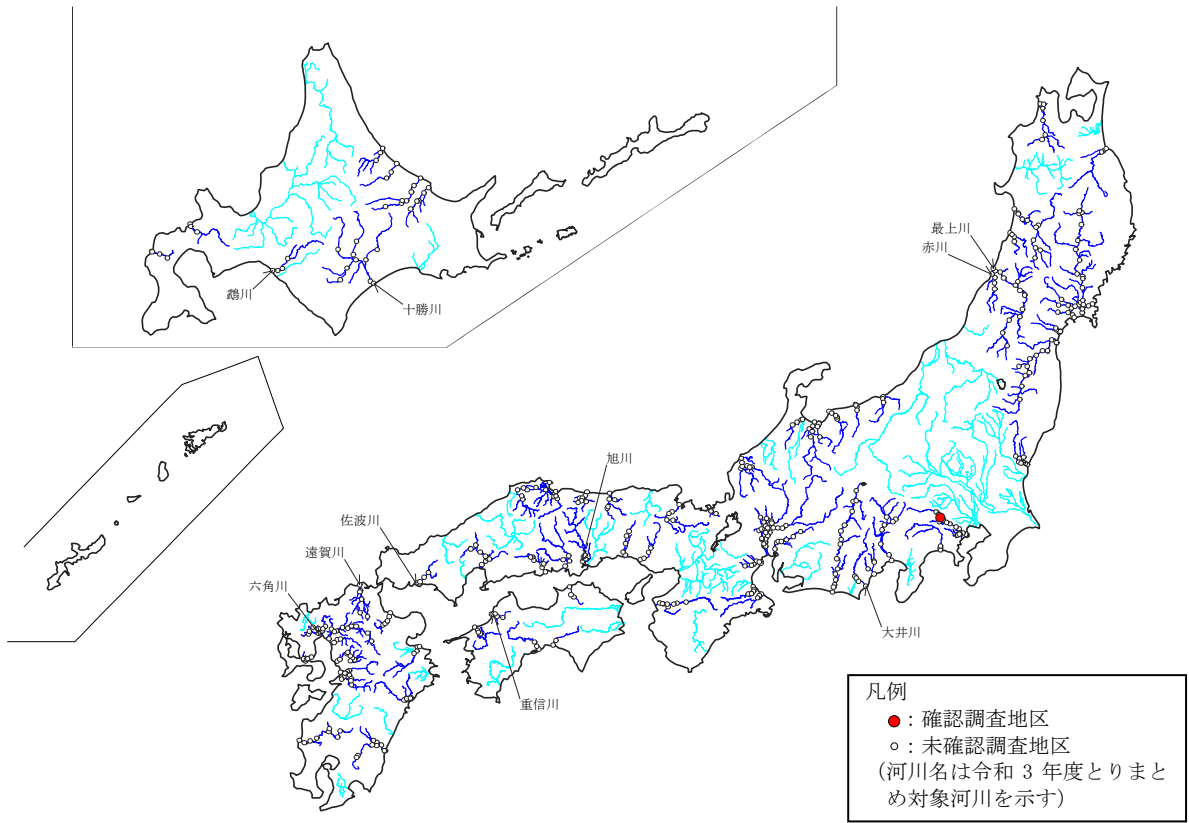 最上川
赤川
鵡川
十勝川
旭川
佐波川
遠賀川
六角川
大井川
重信川
凡例
●：確認調査地区
○：未確認調査地区
(河川名は令和 3 年度とりまと
め対象河川を示す)